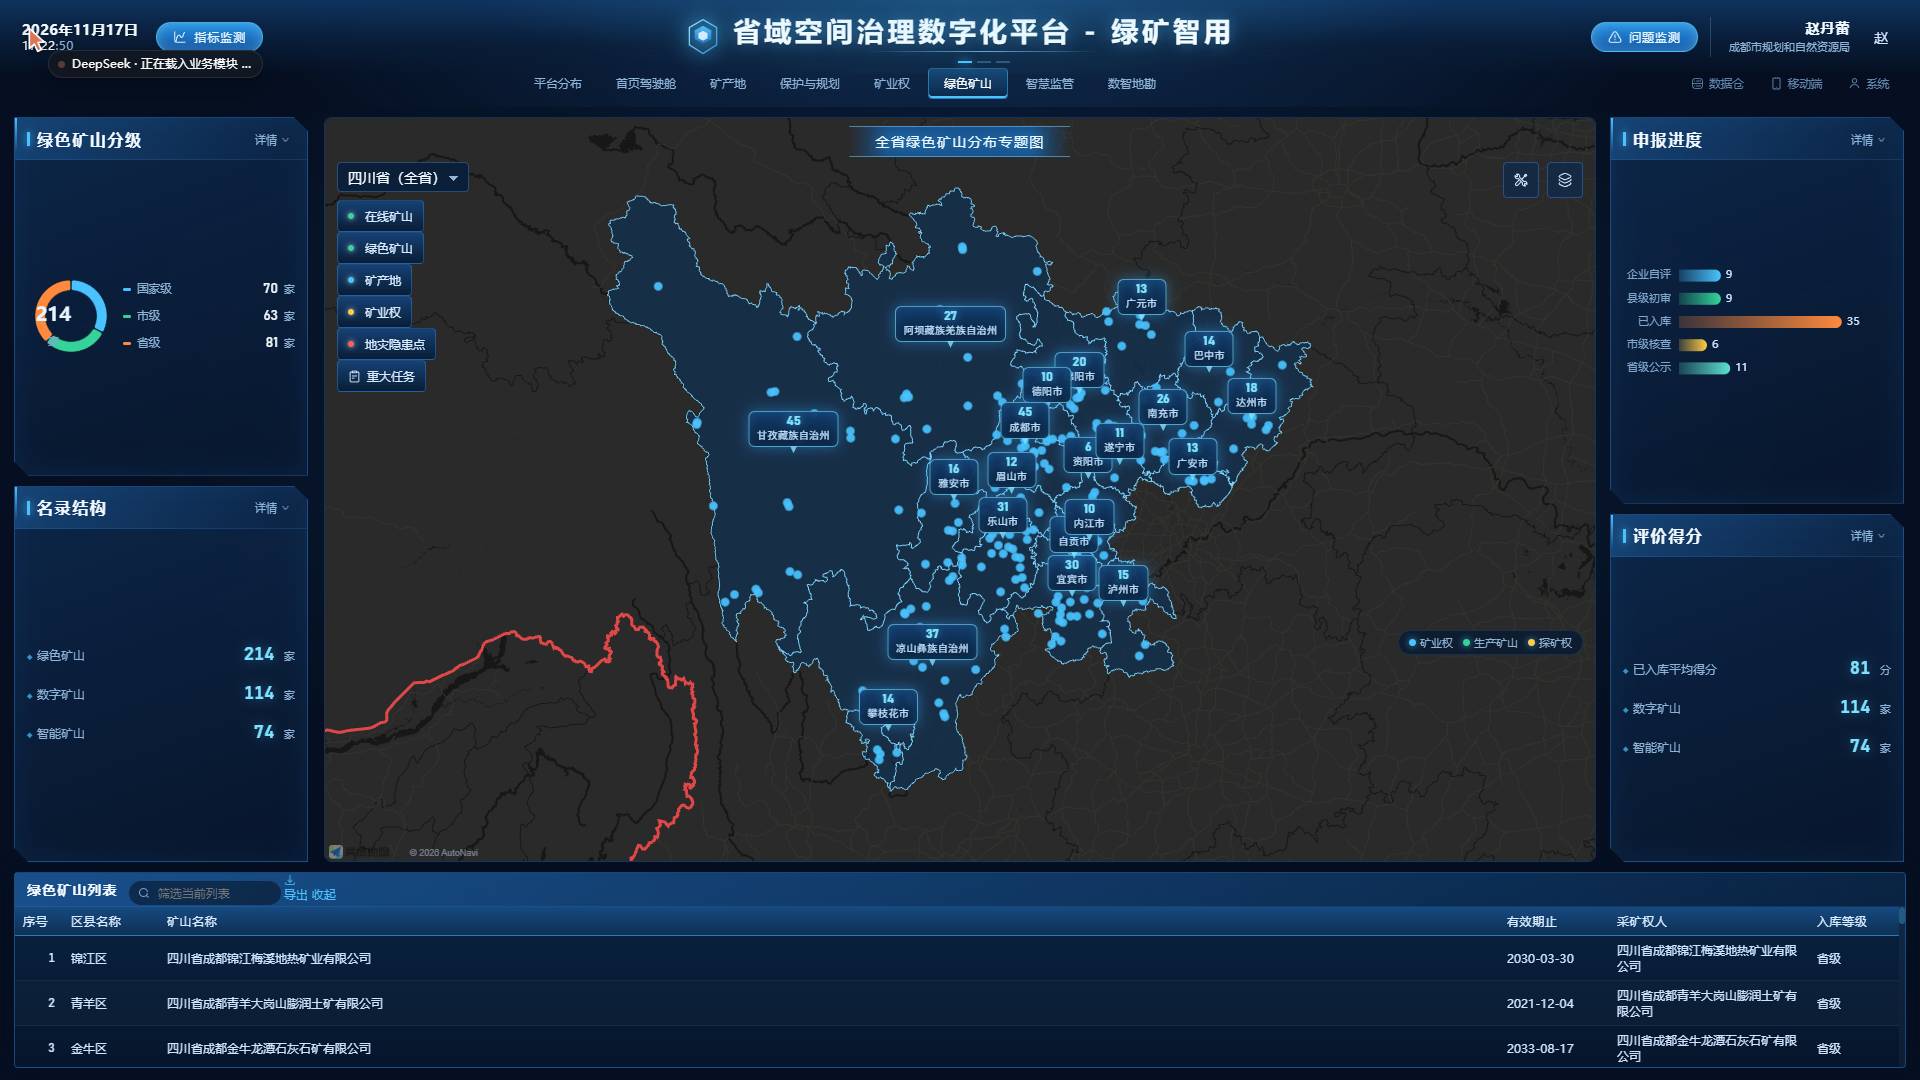 2026年11月17日
:22:50
指标监测
DeepSeek · 正在载入业务模块 ...
省域空间治理数字化平台 - 绿矿智用
问题监测
赵丹蕾
成都市规划和自然资源局
赵
平台分布
首页驾驶舱
矿产地
保护与规划
矿业权
绿色矿山
智慧监管
数智地勘
数据仓
移动端
系统
绿色矿山分级
详情
214
国家级 70 家
市级 63 家
省级 81 家
名录结构
详情
绿色矿山 214 家
数字矿山 114 家
智能矿山 74 家
全省绿色矿山分布专题图
四川省（全省）
在线矿山
绿色矿山
矿产地
矿业权
地灾隐患点
重大任务
13
广元市
27
阿坝藏族羌族自治州
14
巴中市
20
阳市
10
德阳市
18
达州市
26
南充市
45
成都市
45
甘孜藏族自治州
11
遂宁市
6
资阳市
13
广安市
12
眉山市
16
雅安市
31
乐山市
10
内江市
自贡市
30
宜宾市
15
泸州市
37
凉山彝族自治州
14
攀枝花市
矿业权
生产矿山
探矿权
© 2026 AutoNavi
申报进度
详情
企业自评 9
县级初审 9
已入库 35
市级核查 6
省级公示 11
评价得分
详情
已入库平均得分 81 分
数字矿山 114 家
智能矿山 74 家
绿色矿山列表
筛选当前列表
导出 收起
序号 区县名称 矿山名称 有效期止 采矿权人 入库等级
1 锦江区 四川省成都锦江梅溪地热矿业有限公司 2030-03-30 四川省成都锦江梅溪地热矿业有限公司 省级
2 青羊区 四川省成都青羊大岗山膨润土矿有限公司 2021-12-04 四川省成都青羊大岗山膨润土矿有限公司 省级
3 金牛区 四川省成都金牛龙潭石灰石矿有限公司 2033-08-17 四川省成都金牛龙潭石灰石矿有限公司 省级